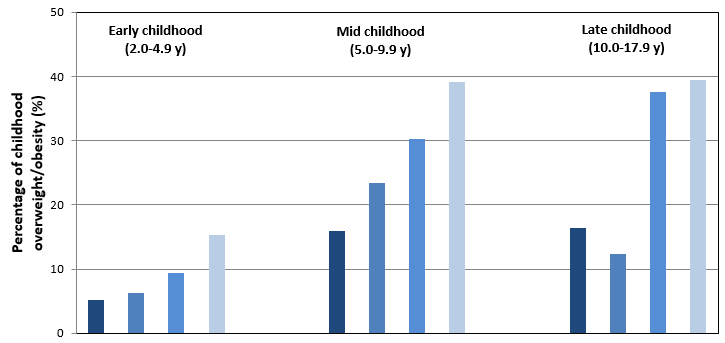 50
40
30
20
10
0
Percentage of childhood
overweight/obesity (%)
Early childhood
(2.0-4.9 y)
Mid childhood
(5.0-9.9 y)
Late childhood
(10.0-17.9 y)